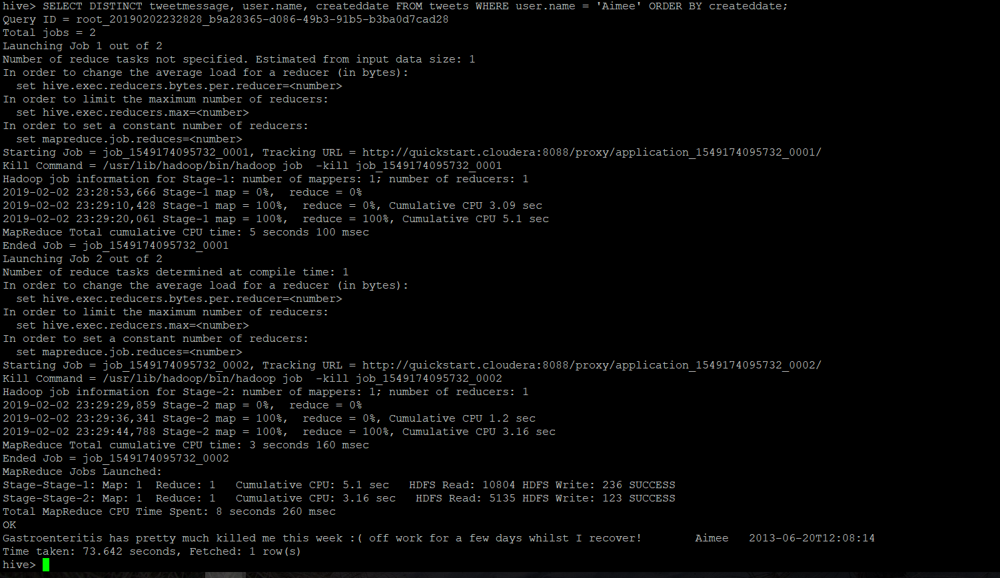 hive> SELECT DISTINCT tweetmessage, user.name, createddate FROM tweets WHERE user.name = 'Aimee' ORDER BY createddate;
Query ID = root_20190202232828_b9a28365-d086-49b3-91b5-b3ba0d7cad28
Total jobs = 2
Launching Job 1 out of 2
Number of reduce tasks not specified. Estimated from input data size: 1
In order to change the average load for a reducer (in bytes):
  set hive.exec.reducers.bytes.per.reducer=<number>
In order to limit the maximum number of reducers:
  set hive.exec.reducers.max=<number>
In order to set a constant number of reducers:
  set mapreduce.job.reduces=<number>
Starting Job = job_1549174095732_0001, Tracking URL = http://quickstart.cloudera:8088/proxy/application_1549174095732_0001/
Kill Command = /usr/lib/hadoop/bin/hadoop job  -kill job_1549174095732_0001
Hadoop job information for Stage-1: number of mappers: 1; number of reducers: 1
2019-02-02 23:28:53,666 Stage-1 map = 0%,  reduce = 0%
2019-02-02 23:29:10,428 Stage-1 map = 100%,  reduce = 0%, Cumulative CPU 3.09 sec
2019-02-02 23:29:20,061 Stage-1 map = 100%,  reduce = 100%, Cumulative CPU 5.1 sec
MapReduce Total cumulative CPU time: 5 seconds 100 msec
Ended Job = job_1549174095732_0001
Launching Job 2 out of 2
Number of reduce tasks determined at compile time: 1
In order to change the average load for a reducer (in bytes):
  set hive.exec.reducers.bytes.per.reducer=<number>
In order to limit the maximum number of reducers:
  set hive.exec.reducers.max=<number>
In order to set a constant number of reducers:
  set mapreduce.job.reduces=<number>
Starting Job = job_1549174095732_0002, Tracking URL = http://quickstart.cloudera:8088/proxy/application_1549174095732_0002/
Kill Command = /usr/lib/hadoop/bin/hadoop job  -kill job_1549174095732_0002
Hadoop job information for Stage-2: number of mappers: 1; number of reducers: 1
2019-02-02 23:29:29,859 Stage-2 map = 0%,  reduce = 0%
2019-02-02 23:29:36,341 Stage-2 map = 100%,  reduce = 0%, Cumulative CPU 1.2 sec
2019-02-02 23:29:44,788 Stage-2 map = 100%,  reduce = 100%, Cumulative CPU 3.16 sec
MapReduce Total cumulative CPU time: 3 seconds 160 msec
Ended Job = job_1549174095732_0002
MapReduce Jobs Launched:
Stage-Stage-1: Map: 1  Reduce: 1   Cumulative CPU: 5.1 sec   HDFS Read: 10804 HDFS Write: 236 SUCCESS
Stage-Stage-2: Map: 1  Reduce: 1   Cumulative CPU: 3.16 sec   HDFS Read: 5135 HDFS Write: 123 SUCCESS
Total MapReduce CPU Time Spent: 8 seconds 260 msec
OK
Gastroenteritis has pretty much killed me this week :( off work for a few days whilst I recover!        Aimee   2013-06-20T12:08:14
Time taken: 73.642 seconds, Fetched: 1 row(s)
hive>